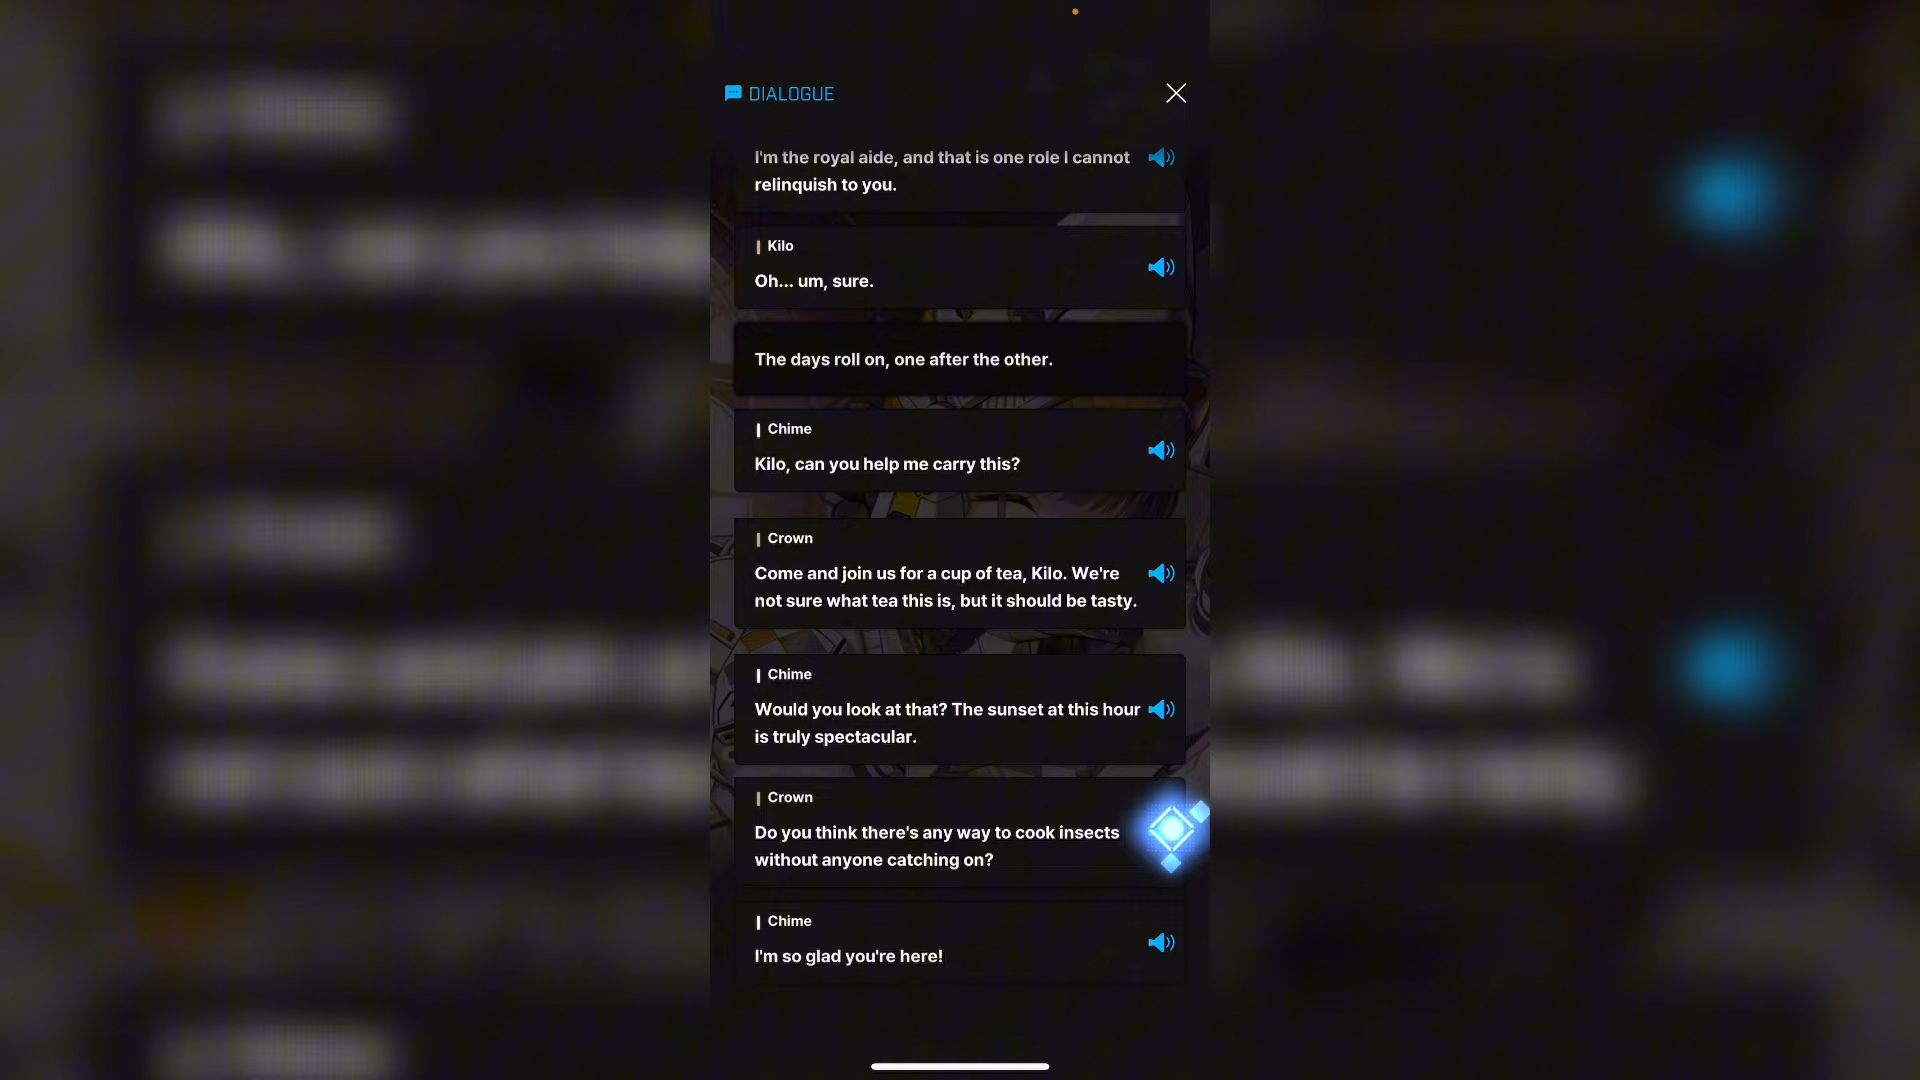 DIALOGUE
I'm the royal aide, and that is one role I cannot
relinquish to you.
Kilo
Oh... um, sure.
The days roll on, one after the other.
Chime
Kilo, can you help me carry this?
Crown
Come and join us for a cup of tea, Kilo. We're
not sure what tea this is, but it should be tasty.
Chime
Would you look at that? The sunset at this hour
is truly spectacular.
Crown
Do you think there's any way to cook insects
without anyone catching on?
Chime
I'm so glad you're here!